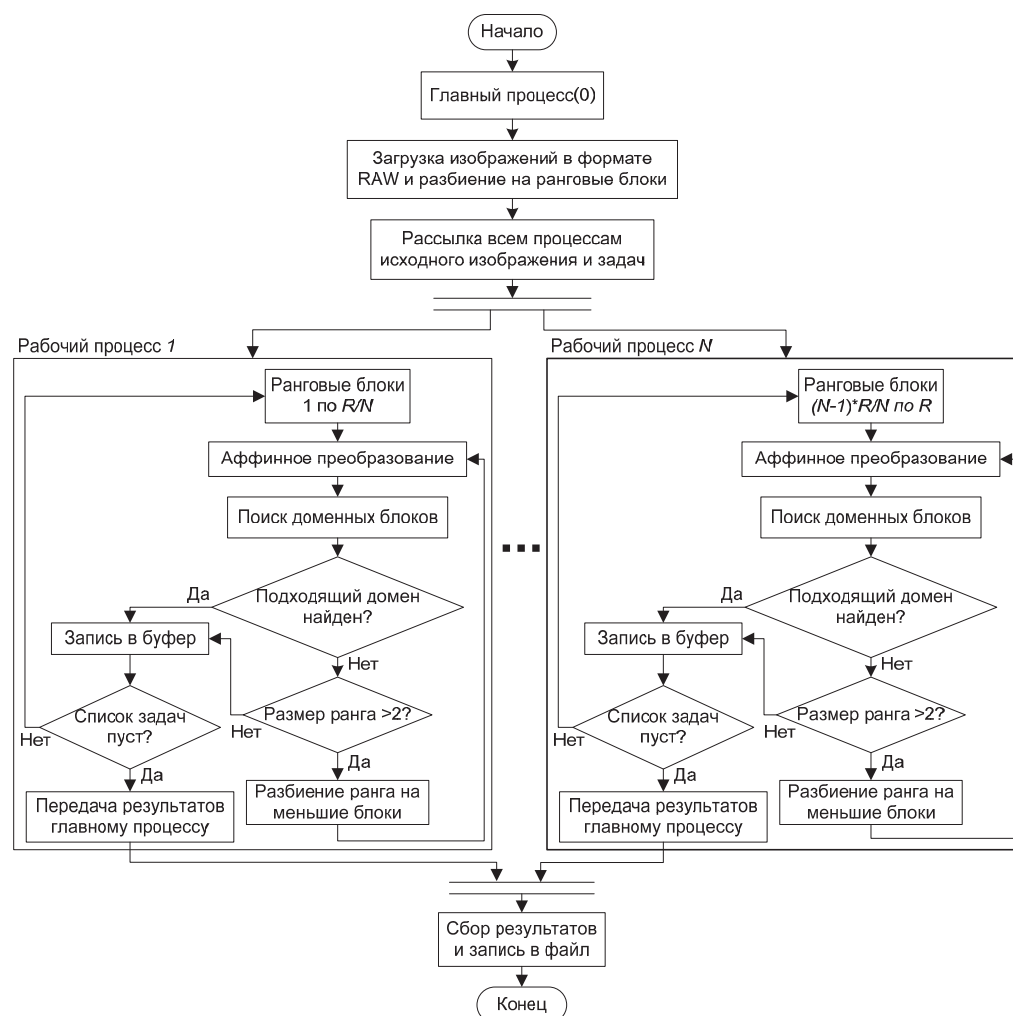 Начало
Главный процесс(0)
Загрузка изображений в формате
RAW и разбиение на ранговые блоки
Рассылка всем процессам
исходного изображения и задач
Рабочий процесс 1
Ранговые блоки
1 по R/N
Аффинное преобразование
Поиск доменных блоков
Подходящий домен
найден?
Да
Запись в буфер
Нет
Список задач
пуст?
Нет
Размер ранга >2?
Нет
Да
Да
Передача результатов
главному процессу
Разбиение ранга на
меньшие блоки
Рабочий процесс N
Ранговые блоки
(N-1)*R/N по R
Аффинное преобразование
Поиск доменных блоков
Подходящий домен
найден?
Да
Запись в буфер
Нет
Список задач
пуст?
Нет
Размер ранга >2?
Нет
Да
Да
Передача результатов
главному процессу
Разбиение ранга на
меньшие блоки
Сбор результатов
и запись в файл
Конец